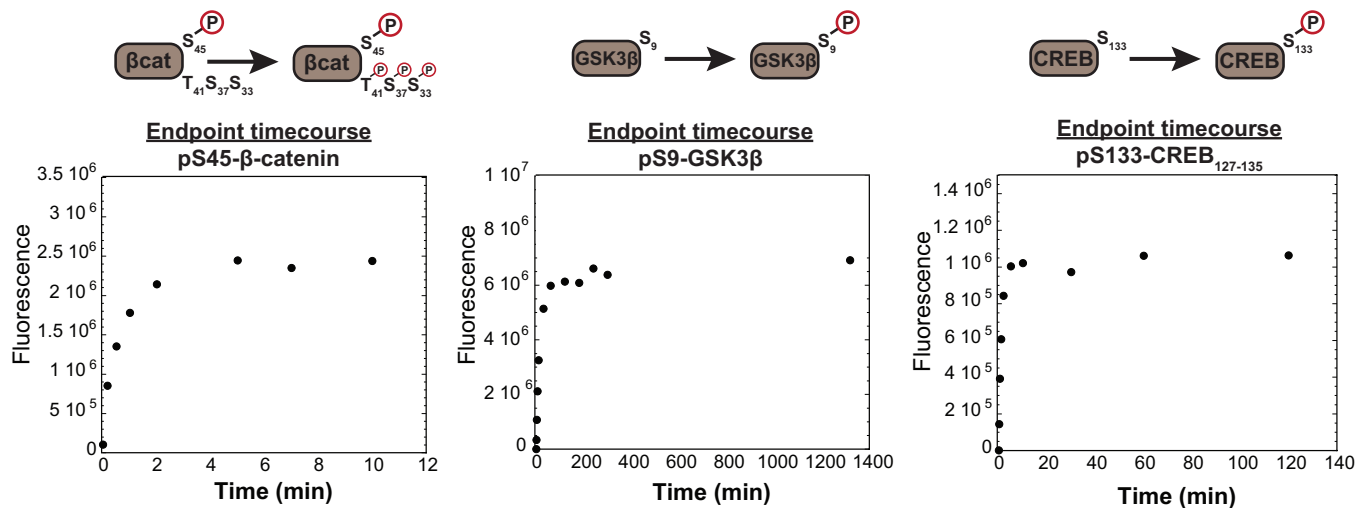 P
S45
βcat
T41S37S33
P
S45
βcat
P P P
T41S37S33
GSK3β
S9
GSK3β
S9
P
CREB
S133
CREB
S133
P
Endpoint timecourse
pS45-β-catenin
3.5 10^6
3 10^6
2.5 10^6
2 10^6
1.5 10^6
1 10^6
5 10^5
0
Fluorescence
0 2 4 6 8 10 12
Time (min)
Endpoint timecourse
pS9-GSK3β
1 10^7
8 10^6
6 10^6
4 10^6
2 10^6
0
Fluorescence
0 200 400 600 800 1000 1200 1400
Time (min)
Endpoint timecourse
pS133-CREB127-135
1.4 10^6
1.2 10^6
1 10^6
8 10^5
6 10^5
4 10^5
2 10^5
0
Fluorescence
0 20 40 60 80 100 120 140
Time (min)